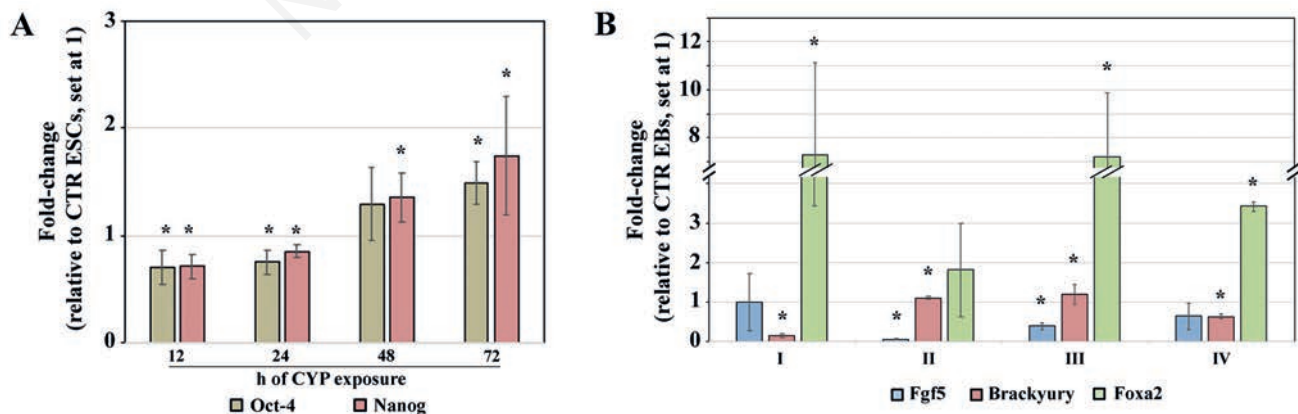 A
Fold-change
(relative to CTR ESCs, set at 1)
3
2
1
0
* * * * * * *
12 24 48 72
h of CYP exposure
Oct-4 Nanog
B
Fold-change
(relative to CTR EBs, set at 1)
12
10
8
3
2
1
0
* * * * * * * * *
I II III IV
Fgf5 Brackyury Foxa2